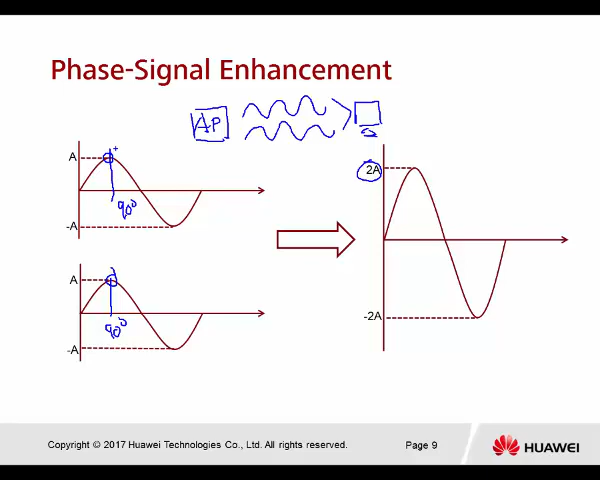 Phase-Signal Enhancement
AP
A
90°
-A
A
90°
-A
2A
-2A
Copyright © 2017 Huawei Technologies Co., Ltd. All rights reserved.
Page 9
HUAWEI